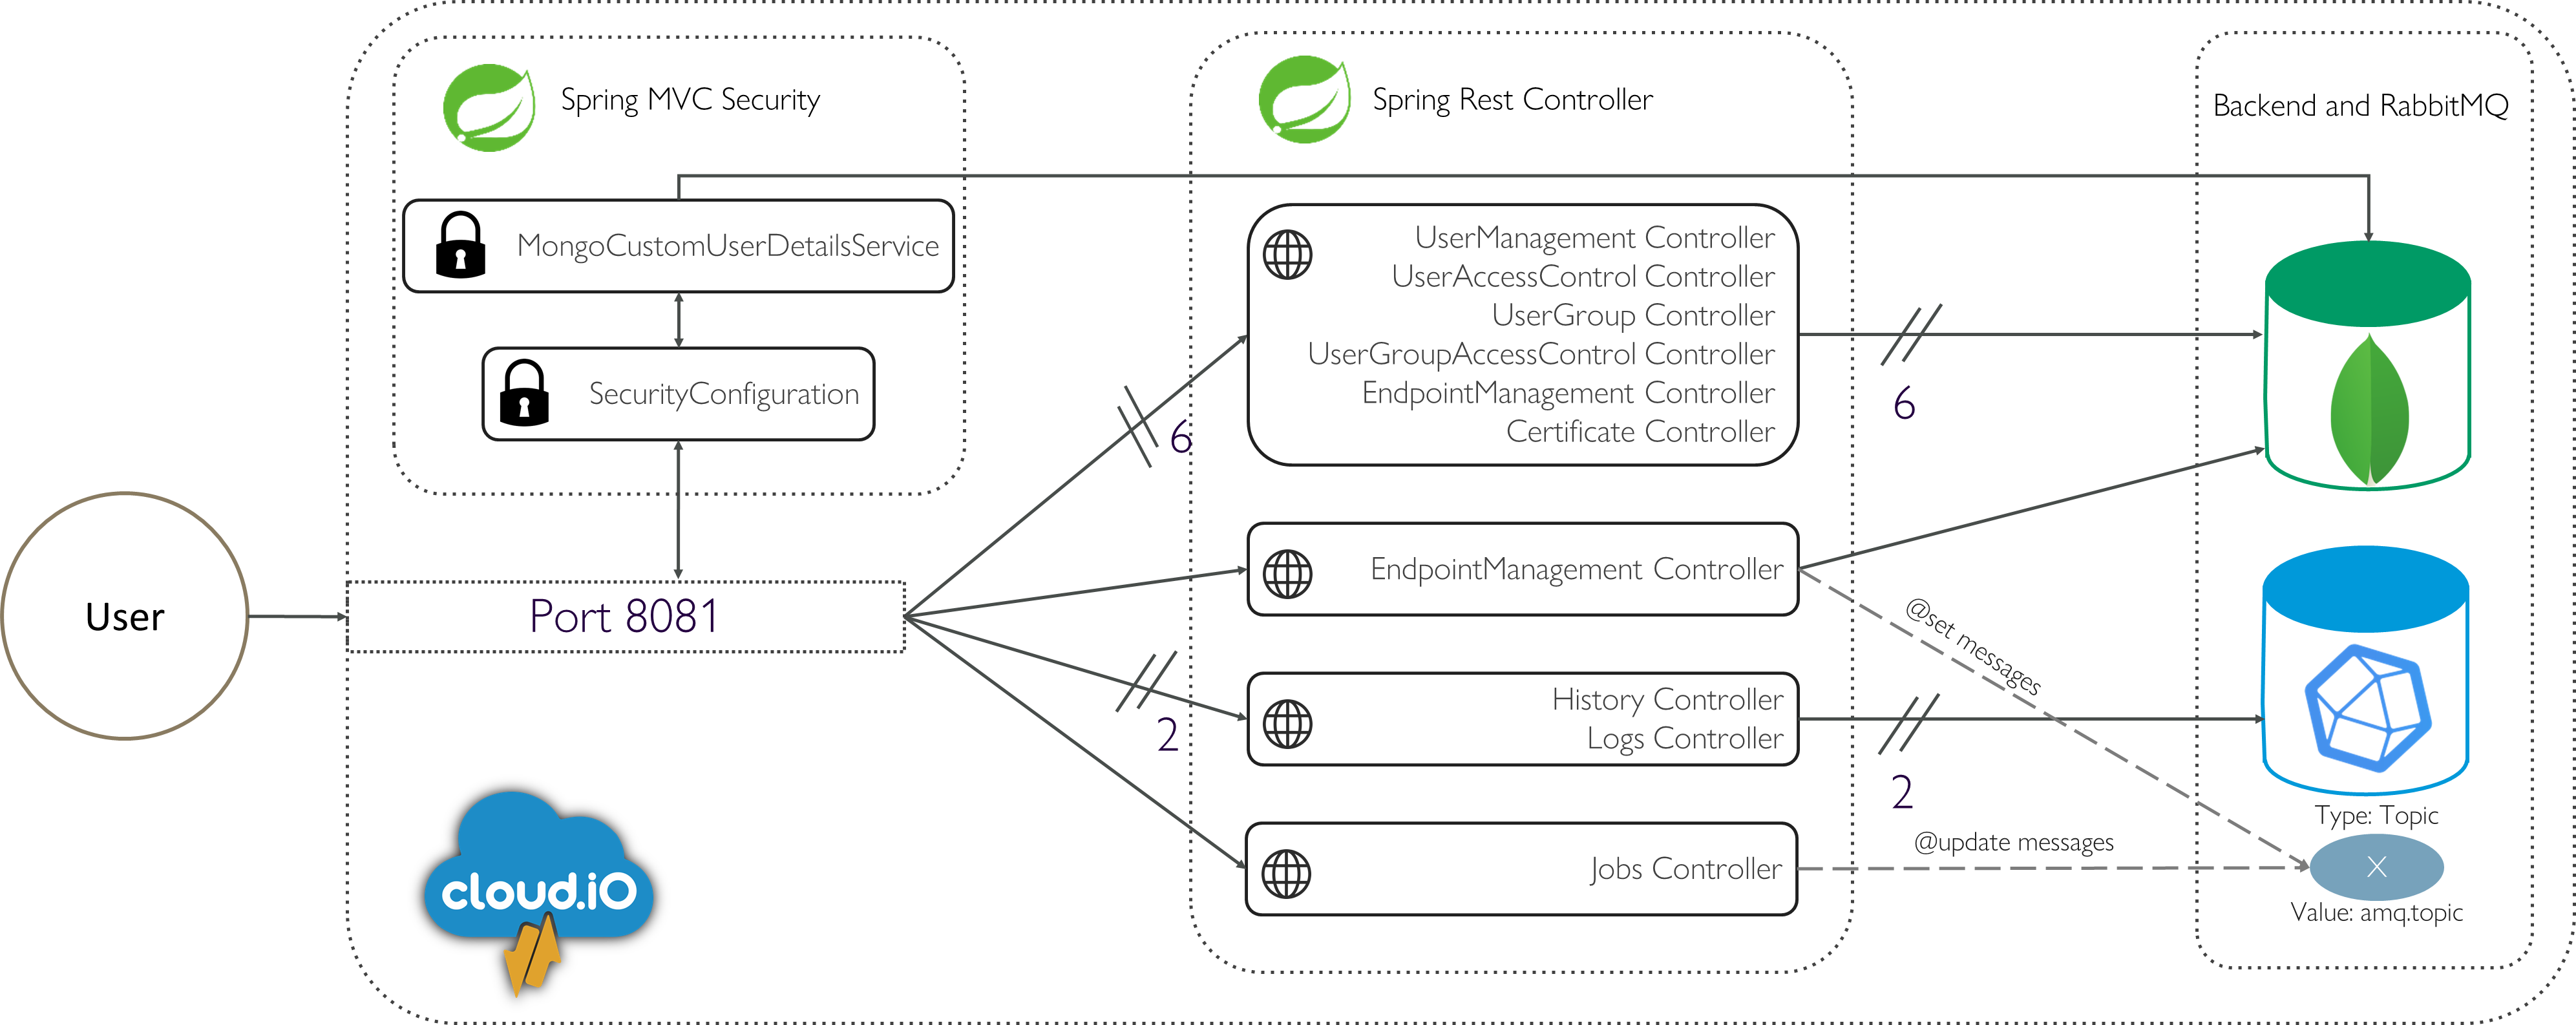 Spring MVC Security
MongoCustomUserDetailsService
SecurityConfiguration
User
Port 8081
cloud.iO
6
2
Spring Rest Controller
UserManagement Controller
UserAccessControl Controller
UserGroup Controller
UserGroupAccessControl Controller
EndpointManagement Controller
Certificate Controller
EndpointManagement Controller
History Controller
Logs Controller
Jobs Controller
6
@set messages
2
@update messages
Backend and RabbitMQ
Type: Topic
X
Value: amq.topic